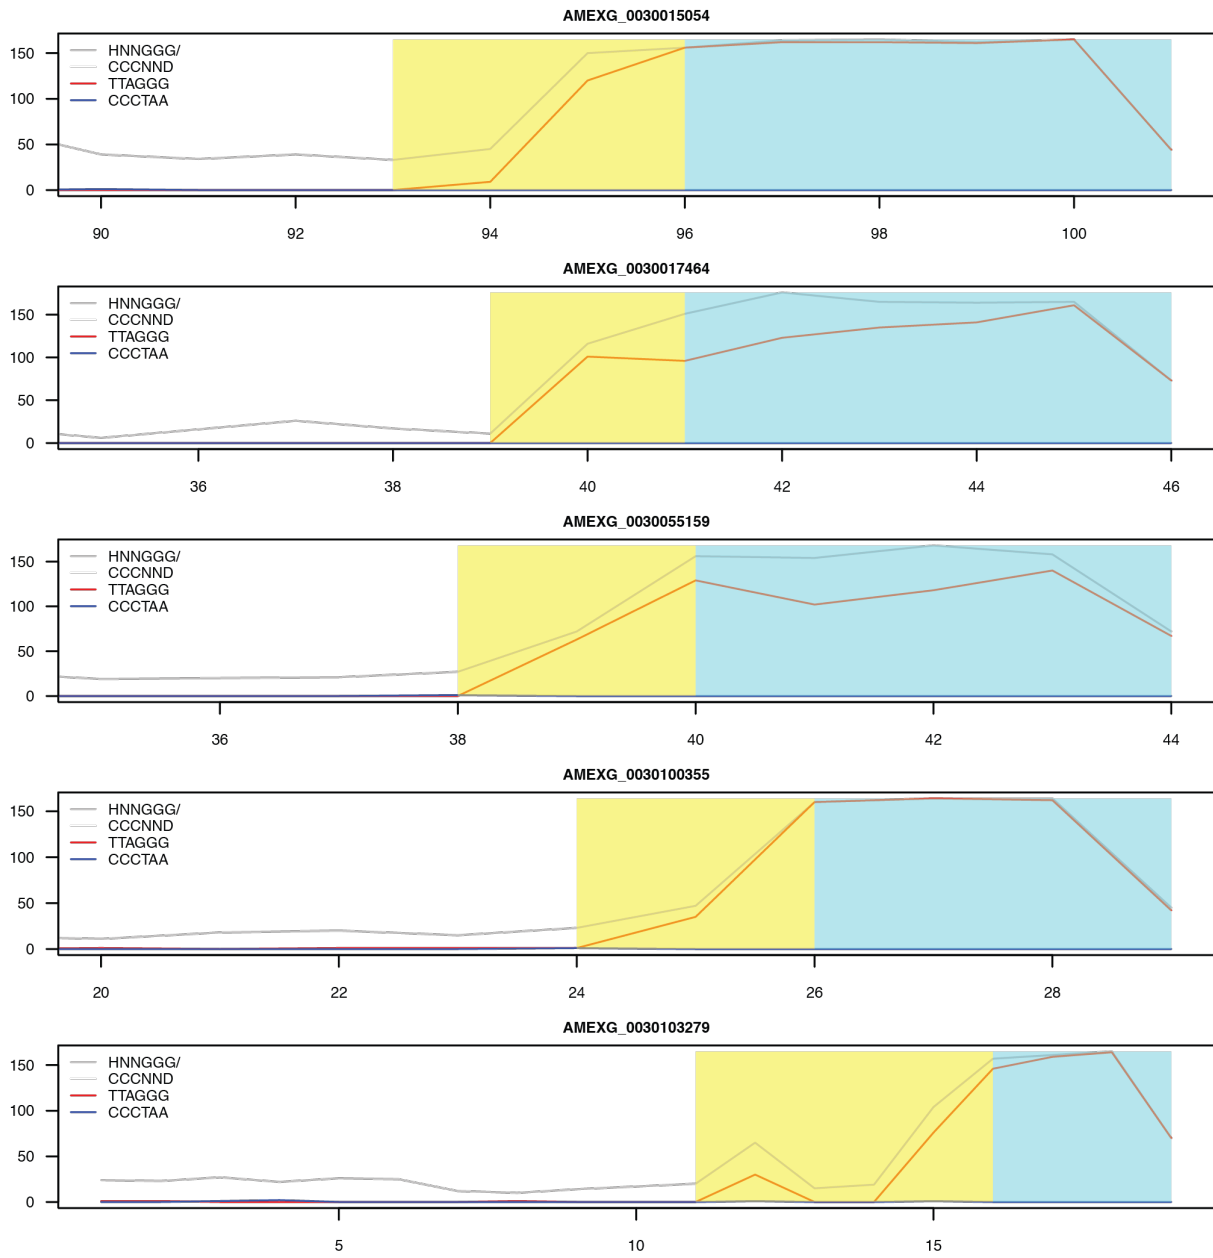 AMEXG_0030015054
150
100
50
0
HNNGGG/
CCCNND
TTAGGG
CCCTAA
90 92 94 96 98 100
AMEXG_0030017464
150
100
50
0
HNNGGG/
CCCNND
TTAGGG
CCCTAA
36 38 40 42 44 46
AMEXG_0030055159
150
100
50
0
HNNGGG/
CCCNND
TTAGGG
CCCTAA
36 38 40 42 44
AMEXG_0030100355
150
100
50
0
HNNGGG/
CCCNND
TTAGGG
CCCTAA
20 22 24 26 28
AMEXG_0030103279
150
100
50
0
HNNGGG/
CCCNND
TTAGGG
CCCTAA
5 10 15